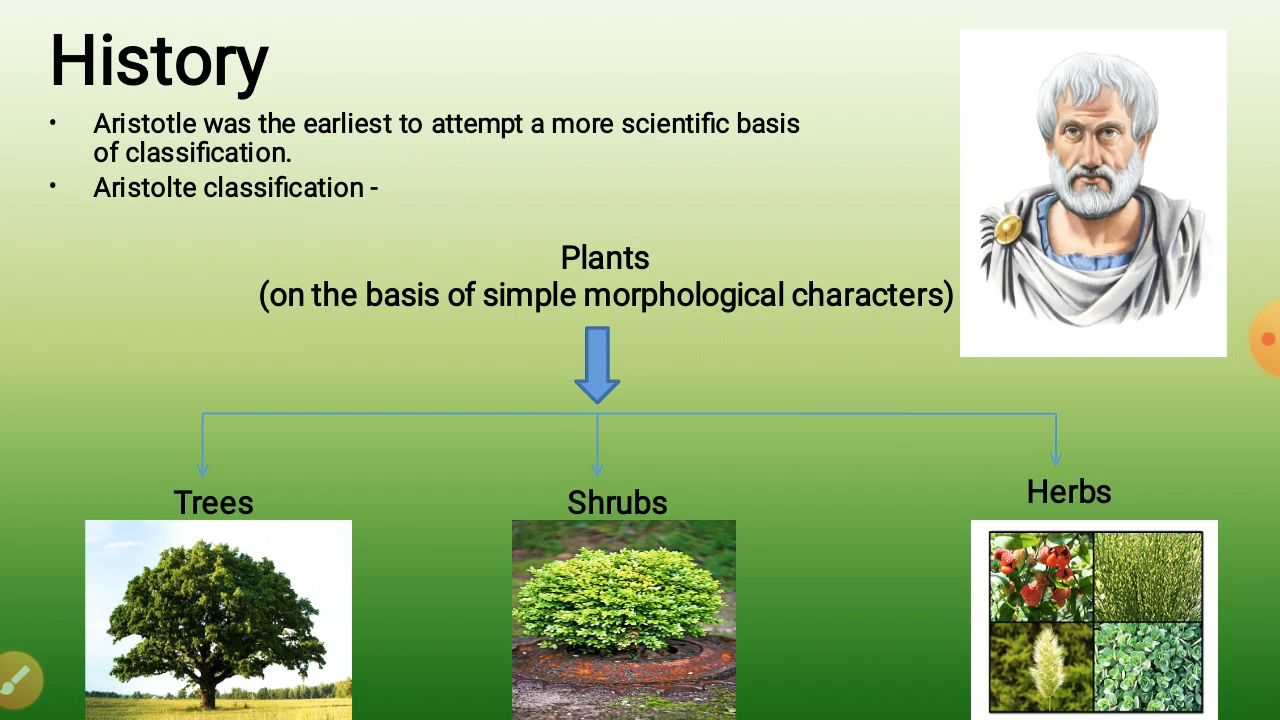 History
• Aristotle was the earliest to attempt a more scientific basis
of classification.
• Aristolte classification -
Plants
(on the basis of simple morphological characters)
Trees
Shrubs
Herbs